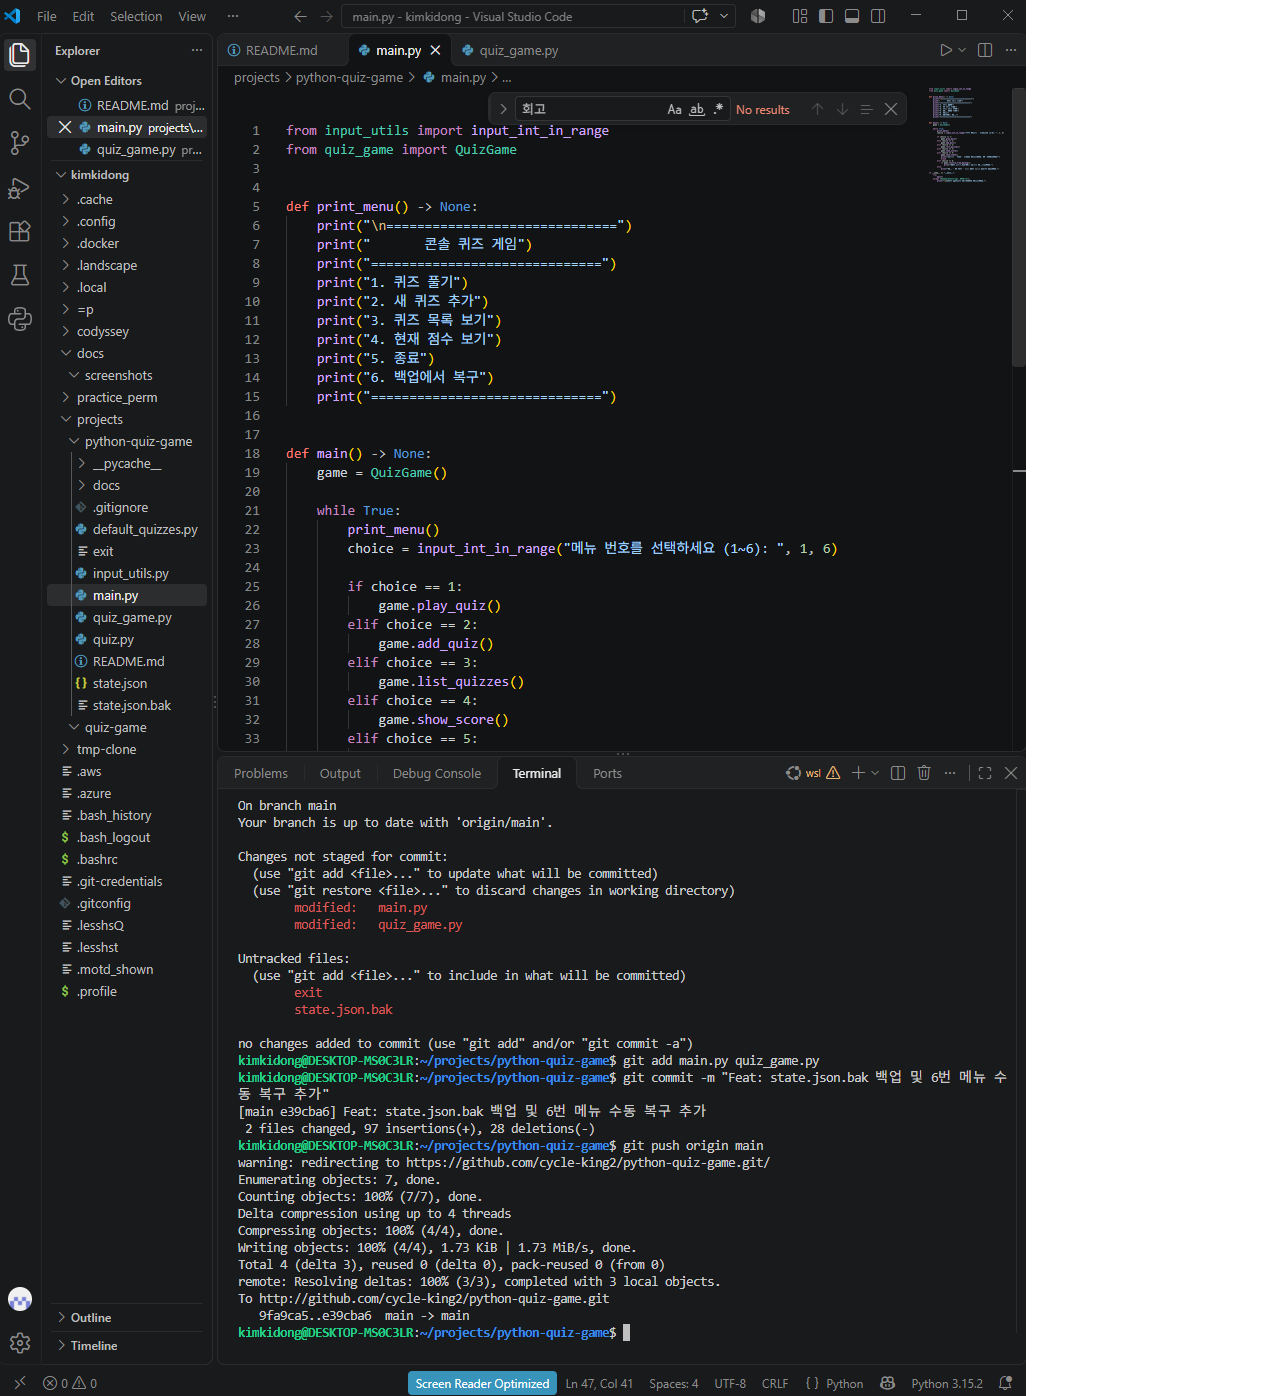 File Edit Selection View ···
main.py - kimkidong - Visual Studio Code
Explorer
Open Editors
README.md proj...
main.py projects\...
quiz_game.py pr...
kimkidong
.cache
.config
.docker
.landscape
.local
=p
codyssey
docs
screenshots
practice_perm
projects
python-quiz-game
__pycache__
docs
.gitignore
default_quizzes.py
exit
input_utils.py
main.py
quiz_game.py
quiz.py
README.md
state.json
state.json.bak
quiz-game
tmp-clone
.aws
.azure
.bash_history
.bash_logout
.bashrc
.git-credentials
.gitconfig
.lesshsQ
.lesshst
.motd_shown
.profile
Outline
Timeline
README.md
main.py
quiz_game.py
projects > python-quiz-game > main.py > ...
회고 Aa ab .* No results
1 from input_utils import input_int_in_range
2 from quiz_game import QuizGame
3
4
5 def print_menu() -> None:
6 print("\n==============================")
7 print("       콘솔 퀴즈 게임")
8 print("==============================")
9 print("1. 퀴즈 풀기")
10 print("2. 새 퀴즈 추가")
11 print("3. 퀴즈 목록 보기")
12 print("4. 현재 점수 보기")
13 print("5. 종료")
14 print("6. 백업에서 복구")
15 print("==============================")
16
17
18 def main() -> None:
19 game = QuizGame()
20
21 while True:
22 print_menu()
23 choice = input_int_in_range("메뉴 번호를 선택하세요 (1~6): ", 1, 6)
24
25 if choice == 1:
26 game.play_quiz()
27 elif choice == 2:
28 game.add_quiz()
29 elif choice == 3:
30 game.list_quizzes()
31 elif choice == 4:
32 game.show_score()
33 elif choice == 5:
Problems Output Debug Console Terminal Ports
wsl
On branch main
Your branch is up to date with 'origin/main'.
Changes not staged for commit:
(use "git add <file>..." to update what will be committed)
(use "git restore <file>..." to discard changes in working directory)
modified:   main.py
modified:   quiz_game.py
Untracked files:
(use "git add <file>..." to include in what will be committed)
exit
state.json.bak
no changes added to commit (use "git add" and/or "git commit -a")
kimkidong@DESKTOP-MS0C3LR:~/projects/python-quiz-game$ git add main.py quiz_game.py
kimkidong@DESKTOP-MS0C3LR:~/projects/python-quiz-game$ git commit -m "Feat: state.json.bak 백업 및 6번 메뉴 수
동 복구 추가"
[main e39cba6] Feat: state.json.bak 백업 및 6번 메뉴 수동 복구 추가
2 files changed, 97 insertions(+), 28 deletions(-)
kimkidong@DESKTOP-MS0C3LR:~/projects/python-quiz-game$ git push origin main
warning: redirecting to https://github.com/cycle-king2/python-quiz-game.git/
Enumerating objects: 7, done.
Counting objects: 100% (7/7), done.
Delta compression using up to 4 threads
Compressing objects: 100% (4/4), done.
Writing objects: 100% (4/4), 1.73 KiB | 1.73 MiB/s, done.
Total 4 (delta 3), reused 0 (delta 0), pack-reused 0 (from 0)
remote: Resolving deltas: 100% (3/3), completed with 3 local objects.
To http://github.com/cycle-king2/python-quiz-game.git
9fa9ca5..e39cba6  main -> main
kimkidong@DESKTOP-MS0C3LR:~/projects/python-quiz-game$
0 0 Screen Reader Optimized Ln 47, Col 41 Spaces: 4 UTF-8 CRLF { } Python Python 3.15.2